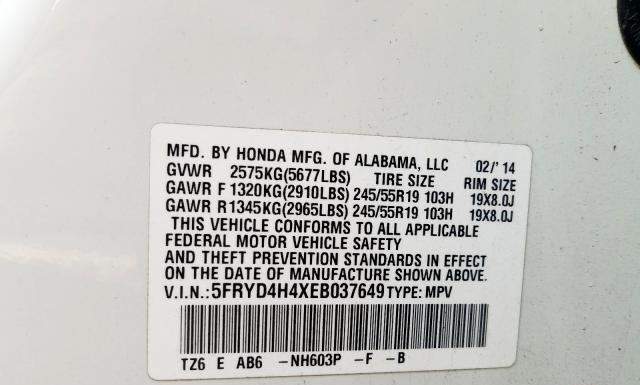 MFD. BY HONDA MFG. OF ALABAMA, LLC 02/' 14
GVWR 2575KG(5677LBS) TIRE SIZE RIM SIZE
GAWR F 1320KG(2910LBS) 245/55R19 103H 19X8.0J
GAWR R1345KG(2965LBS) 245/55R19 103H 19X8.0J
THIS VEHICLE CONFORMS TO ALL APPLICABLE
FEDERAL MOTOR VEHICLE SAFETY
AND THEFT PREVENTION STANDARDS IN EFFECT
ON THE DATE OF MANUFACTURE SHOWN ABOVE.
V.I.N.:5FRYD4H4XEB037649 TYPE: MPV
TZ6 E AB6 -NH603P -F -B